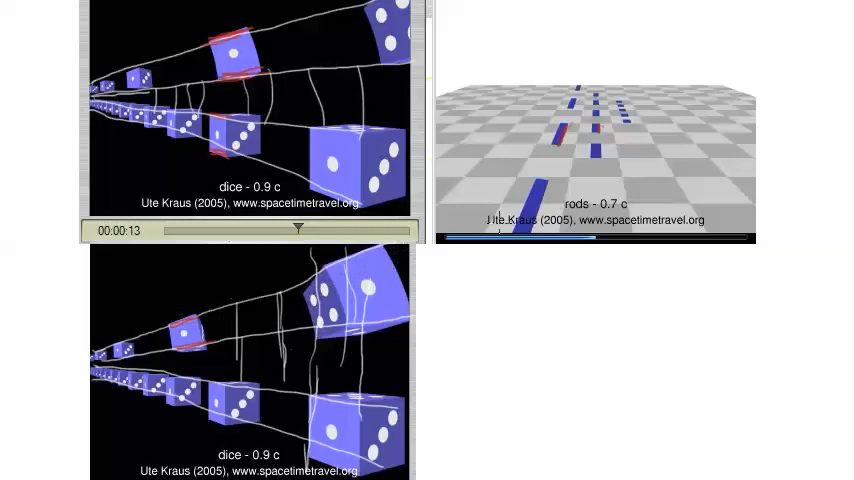 dice - 0.9 c
Ute Kraus (2005), www.spacetimetravel.org
00:00:13
rods - 0.7 c
Ute Kraus (2005), www.spacetimetravel.org
dice - 0.9 c
Ute Kraus (2005), www.spacetimetravel.org